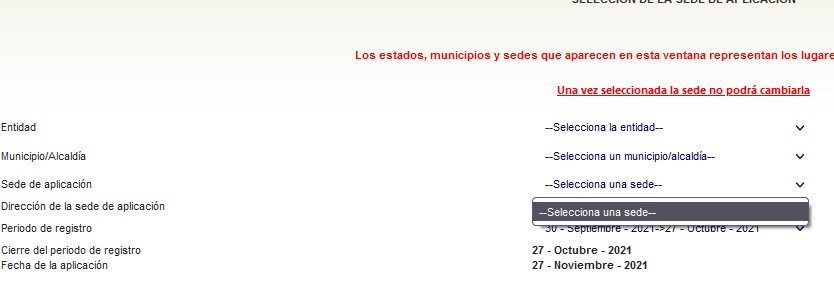 SELECCIÓN DE LA SEDE DE APLICACIÓN
Los estados, municipios y sedes que aparecen en esta ventana representan los lugare
Una vez seleccionada la sede no podrá cambiarla
Entidad --Selecciona la entidad--
Municipio/Alcaldía --Selecciona un municipio/alcaldía--
Sede de aplicación --Selecciona una sede--
Dirección de la sede de aplicación --Selecciona una sede--
Periodo de registro 30 - Septiembre - 2021->27 - Octubre - 2021
Cierre del periodo de registro 27 - Octubre - 2021
Fecha de la aplicación 27 - Noviembre - 2021